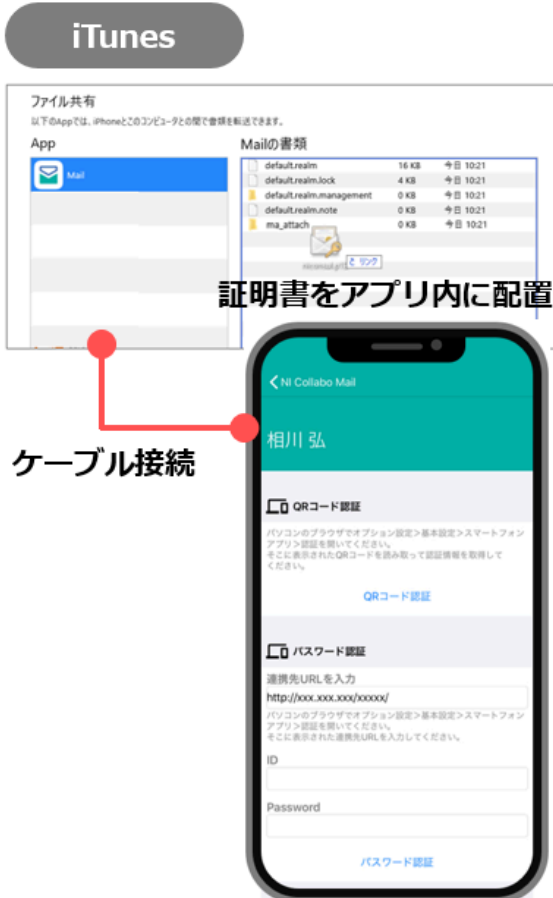 iTunes
ファイル共有
以下のAppでは、iPhoneとこのコンピュータとの間で書類を転送できます。
App
Mailの書類
Mail
default.realm 16 KB 今日 10:21
default.realm.lock 4 KB 今日 10:21
default.realm.management 0 KB 今日 10:21
default.realm.note 0 KB 今日 10:21
ma_attach 0 KB 今日 10:21
リンク
証明書をアプリ内に配置
ケーブル接続
NI Collabo Mail
相川 弘
QRコード認証
パソコンのブラウザでオプション設定>基本設定>スマートフォン
アプリ>認証を開いてください。
そこに表示されたQRコードを読み取って認証情報を取得して
ください。
QRコード認証
パスワード認証
連携先URLを入力
http://xxx.xxx.xxx/xxxxx/
パソコンのブラウザでオプション設定>基本設定>スマートフォン
アプリ>認証を開いてください。
そこに表示された連携先URLを入力してください。
ID
Password
パスワード認証